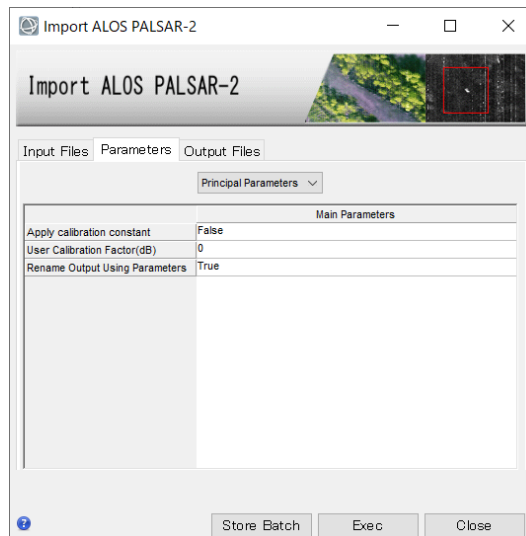 Import ALOS PALSAR-2
Import ALOS PALSAR-2
Input Files Parameters Output Files
Principal Parameters
Main Parameters
Apply calibration constant False
User Calibration Factor(dB) 0
Rename Output Using Parameters True
?
Store Batch Exec Close